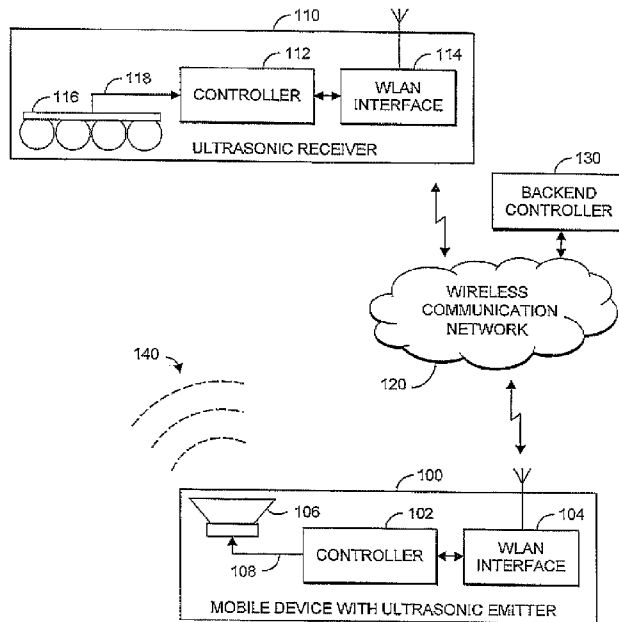 110
112
114
118
116
CONTROLLER
WLAN
INTERFACE
ULTRASONIC RECEIVER
130
BACKEND
CONTROLLER
WIRELESS
COMMUNICATION
NETWORK
120
140
100
106
102
104
108
CONTROLLER
WLAN
INTERFACE
MOBILE DEVICE WITH ULTRASONIC EMITTER